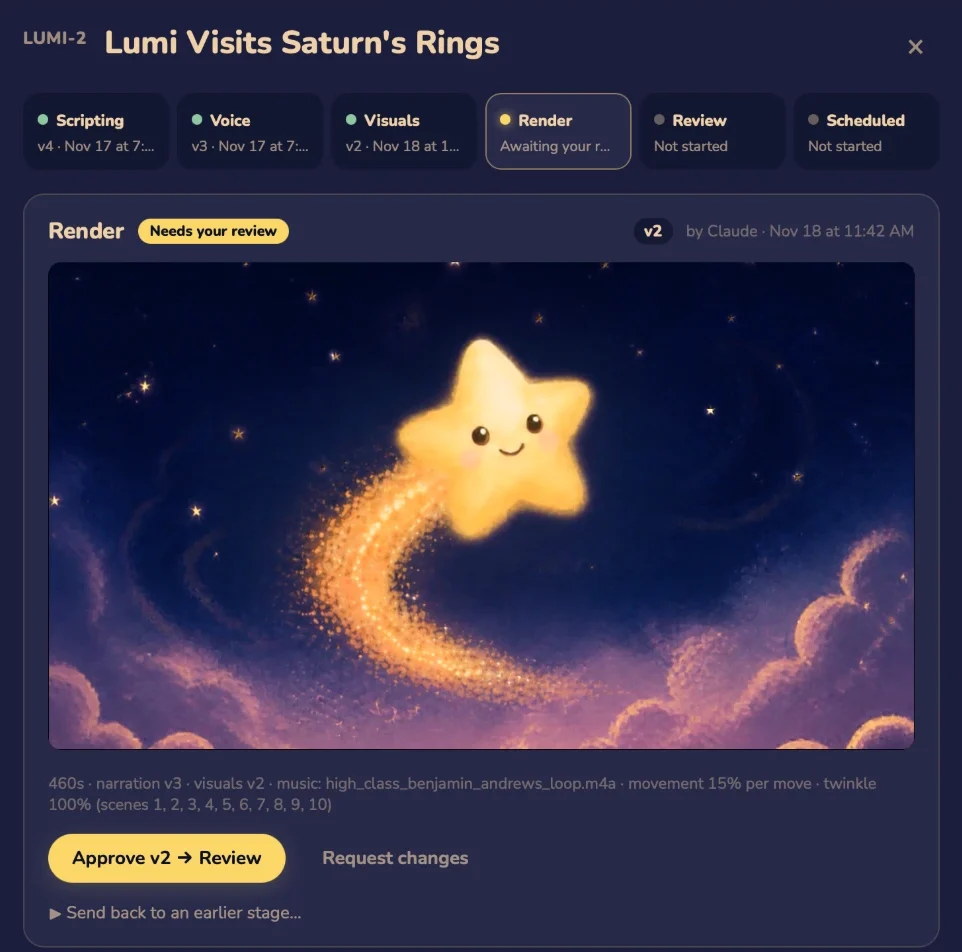 LUMI-2 Lumi Visits Saturn's Rings ×
Scripting
v4 · Nov 17 at 7:...
Voice
v3 · Nov 17 at 7:...
Visuals
v2 · Nov 18 at 1...
Render
Awaiting your r...
Review
Not started
Scheduled
Not started
Render Needs your review v2 by Claude · Nov 18 at 11:42 AM
460s · narration v3 · visuals v2 · music: high_class_benjamin_andrews_loop.m4a · movement 15% per move · twinkle
100% (scenes 1, 2, 3, 4, 5, 6, 7, 8, 9, 10)
Approve v2 → Review Request changes
▶ Send back to an earlier stage...